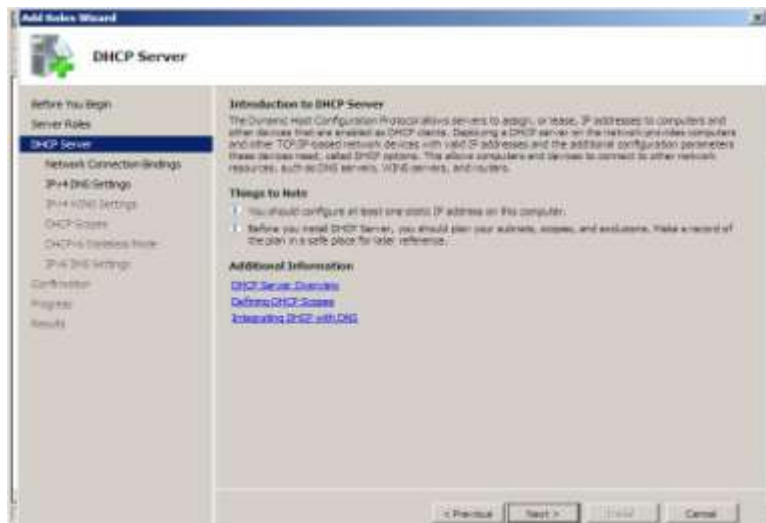 Add Roles Wizard
DHCP Server
Before You Begin
Server Roles
DHCP Server
Network Connection Bindings
IPv4 DNS Settings
IPv4 WINS Settings
DHCP Scopes
DHCPv6 Stateless Mode
IPv6 DNS Settings
Confirmation
Progress
Results
Introduction to DHCP Server
The Dynamic Host Configuration Protocol allows servers to assign, or lease, IP addresses to computers and
other devices that are enabled as DHCP clients. Deploying a DHCP server on the network provides computers
and other TCP/IP-based network devices with valid IP addresses and the additional configuration parameters
these devices need, called DHCP options. This allows computers and devices to connect to other network
resources, such as DNS servers, WINS servers, and routers.
Things to Note
You should configure at least one static IP address on this computer.
Before you install DHCP Server, you should plan your subnets, scopes, and exclusions. Make a record of
the plan in a safe place for later reference.
Additional Information
DHCP Server Overview
Defining DHCP Scopes
Integrating DHCP with DNS
< Previous
Next >
Install
Cancel